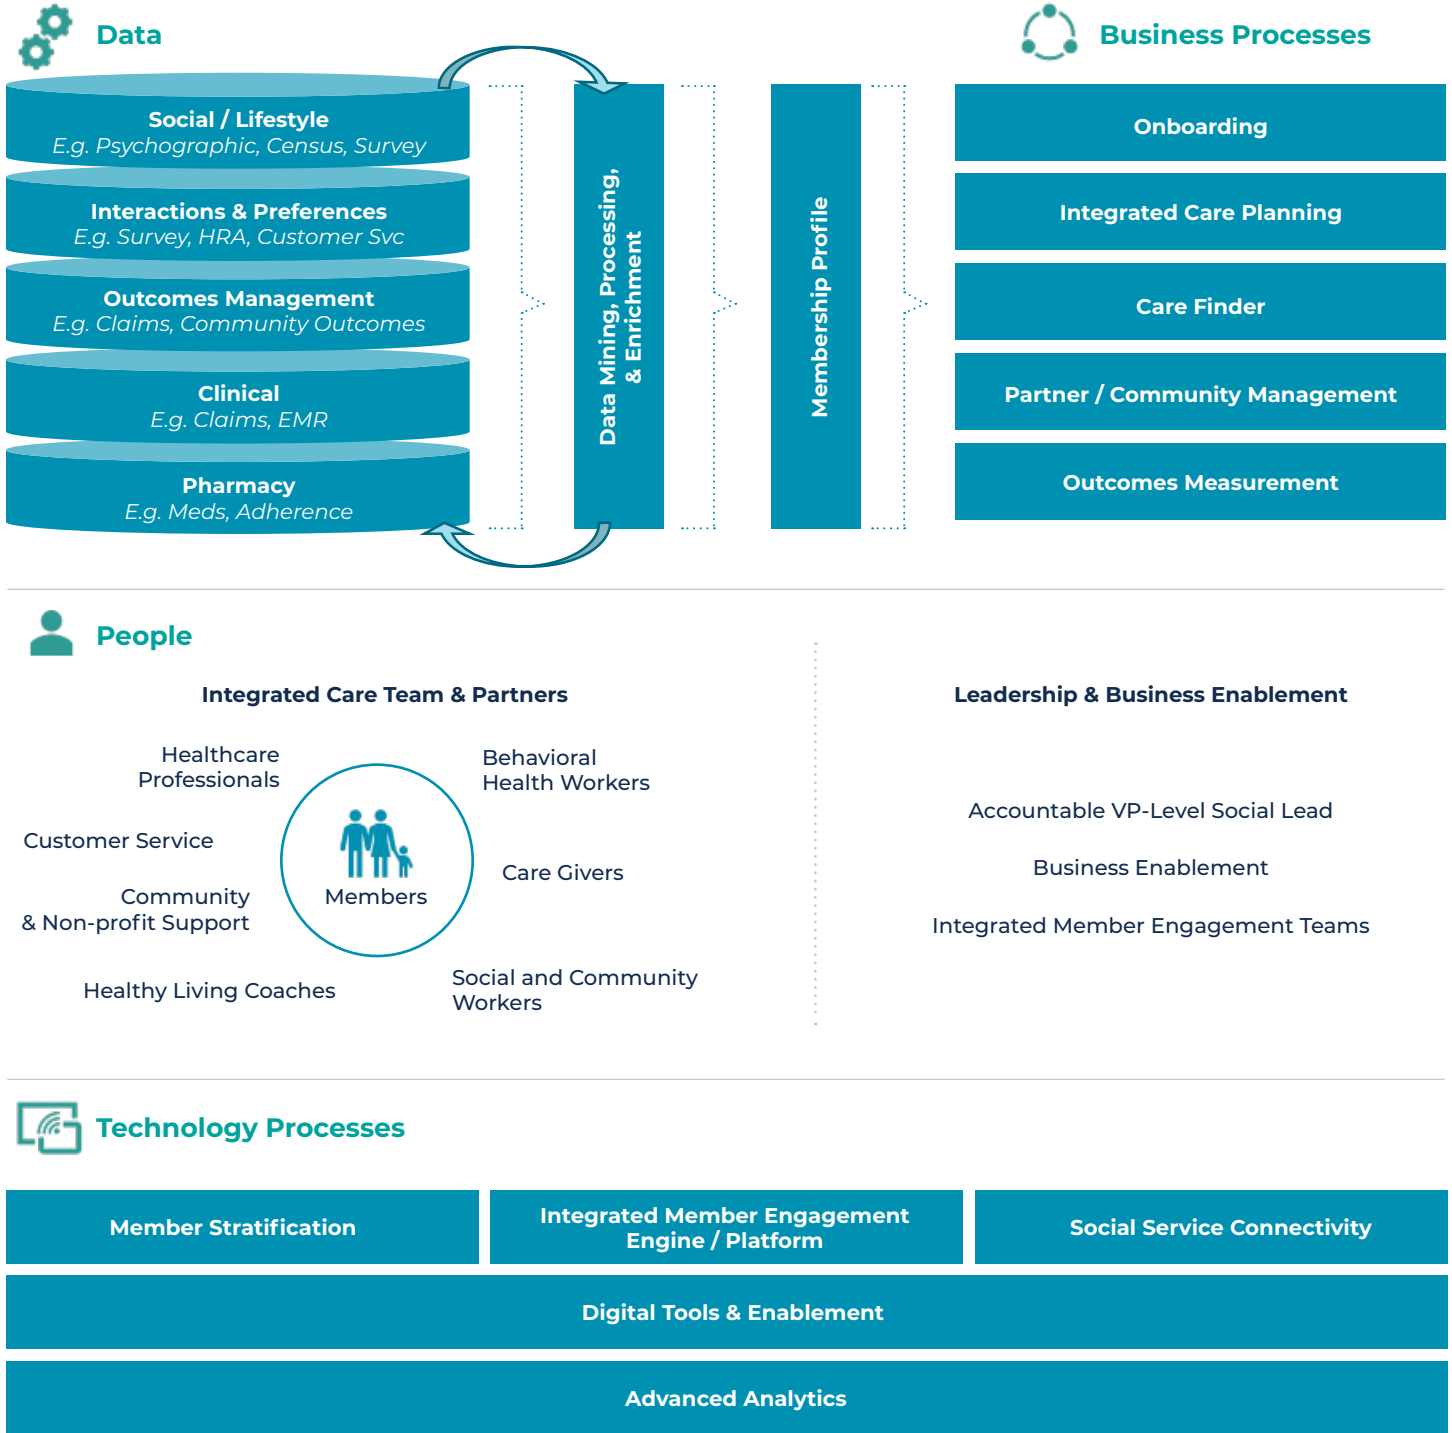 Data
Social / Lifestyle
E.g. Psychographic, Census, Survey
Interactions & Preferences
E.g. Survey, HRA, Customer Svc
Outcomes Management
E.g. Claims, Community Outcomes
Clinical
E.g. Claims, EMR
Pharmacy
E.g. Meds, Adherence
Data Mining, Processing,
& Enrichment
Membership Profile
Business Processes
Onboarding
Integrated Care Planning
Care Finder
Partner / Community Management
Outcomes Measurement
People
Integrated Care Team & Partners
Healthcare
Professionals
Behavioral
Health Workers
Customer Service
Care Givers
Community
& Non-profit Support
Members
Healthy Living Coaches
Social and Community
Workers
Leadership & Business Enablement
Accountable VP-Level Social Lead
Business Enablement
Integrated Member Engagement Teams
Technology Processes
Member Stratification
Integrated Member Engagement
Engine / Platform
Social Service Connectivity
Digital Tools & Enablement
Advanced Analytics